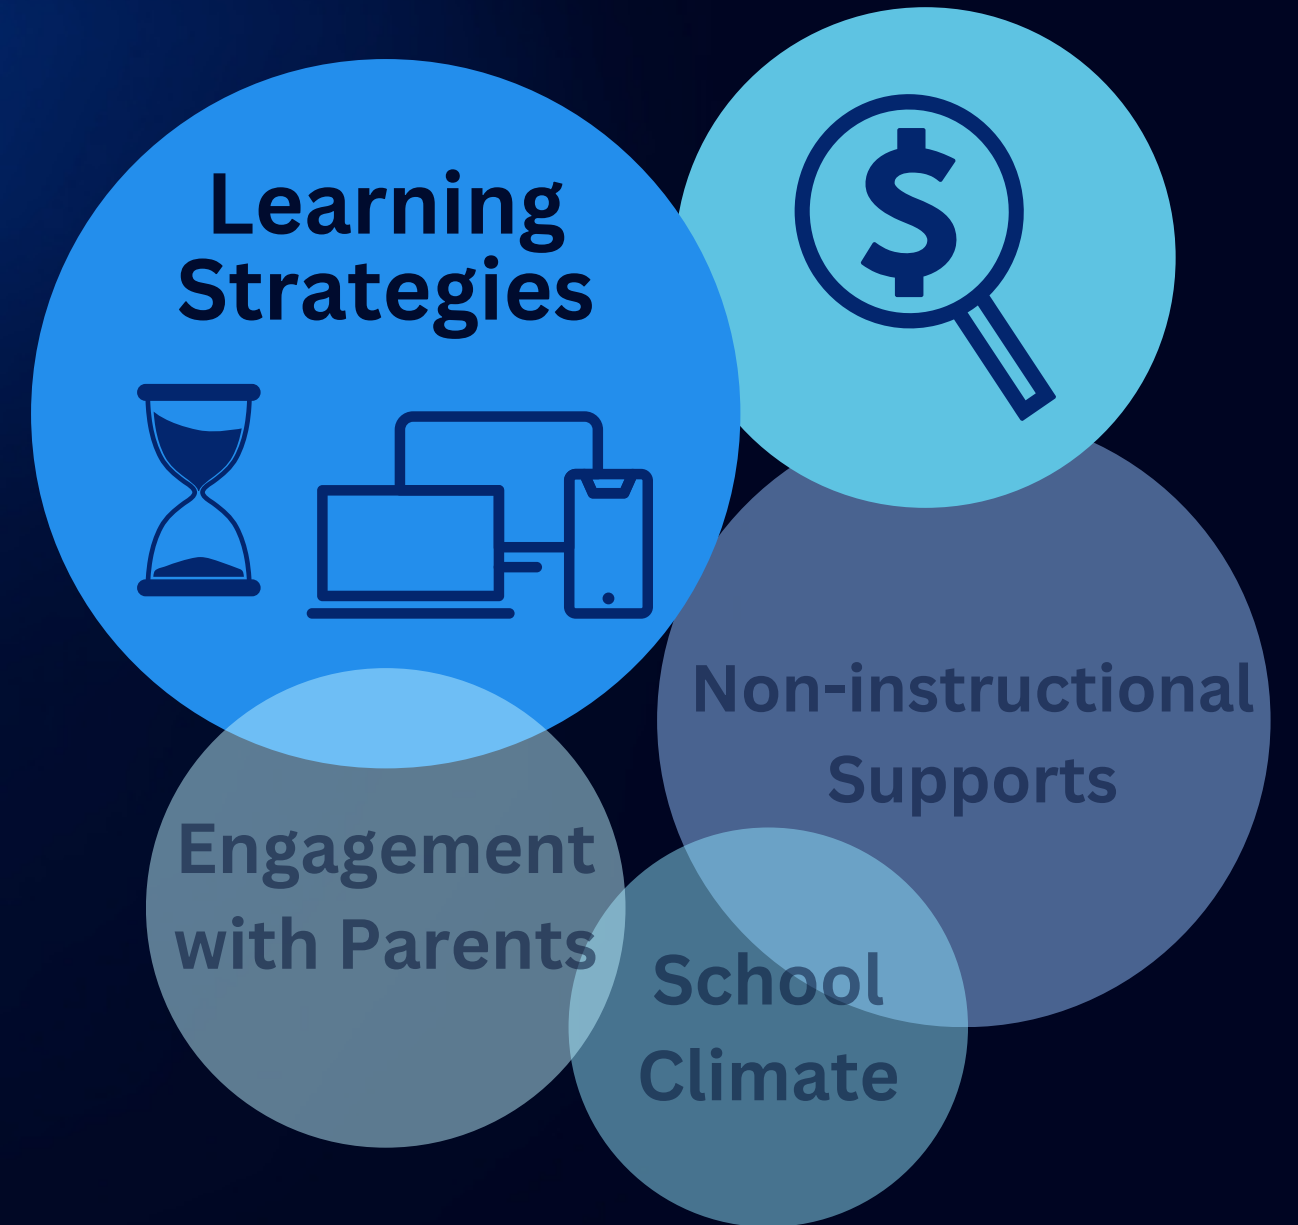 Learning
Strategies
$
Non-instructional
Supports
Engagement
with Parents
School
Climate